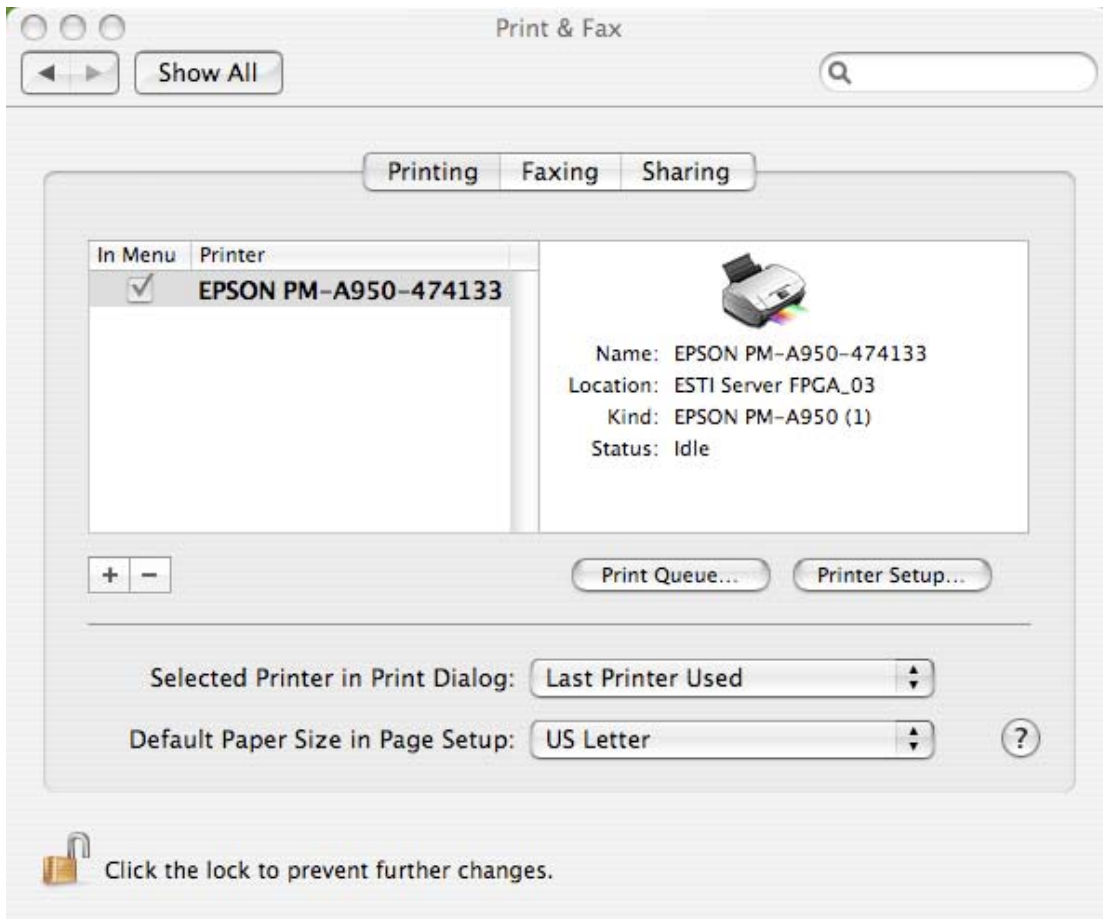 Print & Fax
Show All
Printing Faxing Sharing
In Menu Printer
EPSON PM-A950-474133
Name: EPSON PM-A950-474133
Location: ESTI Server FPGA_03
Kind: EPSON PM-A950 (1)
Status: Idle
+ −
Print Queue... Printer Setup...
Selected Printer in Print Dialog: Last Printer Used
Default Paper Size in Page Setup: US Letter
?
Click the lock to prevent further changes.